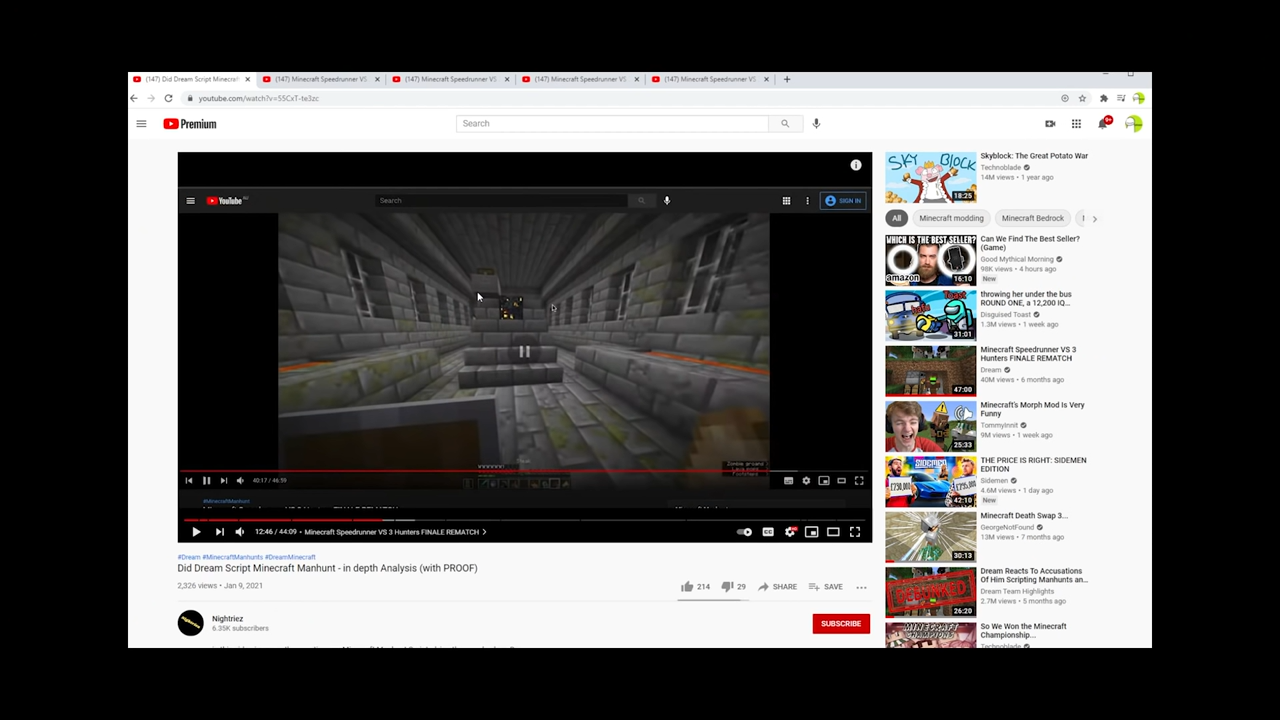 (147) Did Dream Script Minecraf
(147) Minecraft Speedrunner VS
(147) Minecraft Speedrunner VS
(147) Minecraft Speedrunner VS
(147) Minecraft Speedrunner VS
youtube.com/watch?v=55CxT-te3zc
Premium
Search
9+
YouTube
Search
SIGN IN
40:17 / 46:59
#MinecraftManhunt
12:46 / 44:09 • Minecraft Speedrunner VS 3 Hunters FINALE REMATCH
#Dream #MinecraftManhunts #DreamMinecraft
Did Dream Script Minecraft Manhunt - in depth Analysis (with PROOF)
2,326 views • Jan 9, 2021
214
29
SHARE
SAVE
Nightriez
6.35K subscribers
SUBSCRIBE
SKY BLOCK
18:25
Skyblock: The Great Potato War
Technoblade
14M views • 1 year ago
All
Minecraft modding
Minecraft Bedrock
WHICH IS THE BEST SELLER?
amazon
16:10
Can We Find The Best Seller?
(Game)
Good Mythical Morning
98K views • 4 hours ago
New
Toast
31:01
throwing her under the bus
ROUND ONE, a 12,200 IQ...
Disguised Toast
1.3M views • 1 week ago
47:00
Minecraft Speedrunner VS 3
Hunters FINALE REMATCH
Dream
40M views • 6 months ago
25:33
Minecraft's Morph Mod Is Very
Funny
TommyInnit
9M views • 1 week ago
42:10
THE PRICE IS RIGHT: SIDEMEN
EDITION
Sidemen
4.6M views • 1 day ago
New
30:13
Minecraft Death Swap 3...
GeorgeNotFound
13M views • 7 months ago
DEBUNKED
26:20
Dream Reacts To Accusations
Of Him Scripting Manhunts an...
Dream Team Highlights
2.7M views • 5 months ago
MINECRAFT
CHAMPIONS
So We Won the Minecraft
Championship...
Technoblade